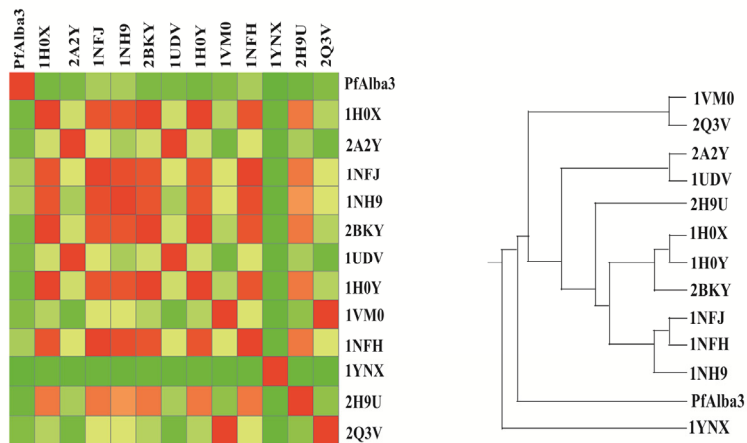 PfAlba3
1H0X
2A2Y
1NFJ
1NH9
2BKY
1UDV
1H0Y
1VM0
1NFH
1YNX
2H9U
2Q3V
PfAlba3
1H0X
2A2Y
1NFJ
1NH9
2BKY
1UDV
1H0Y
1VM0
1NFH
1YNX
2H9U
2Q3V
1VM0
2Q3V
2A2Y
1UDV
2H9U
1H0X
1H0Y
2BKY
1NFJ
1NFH
1NH9
PfAlba3
1YNX